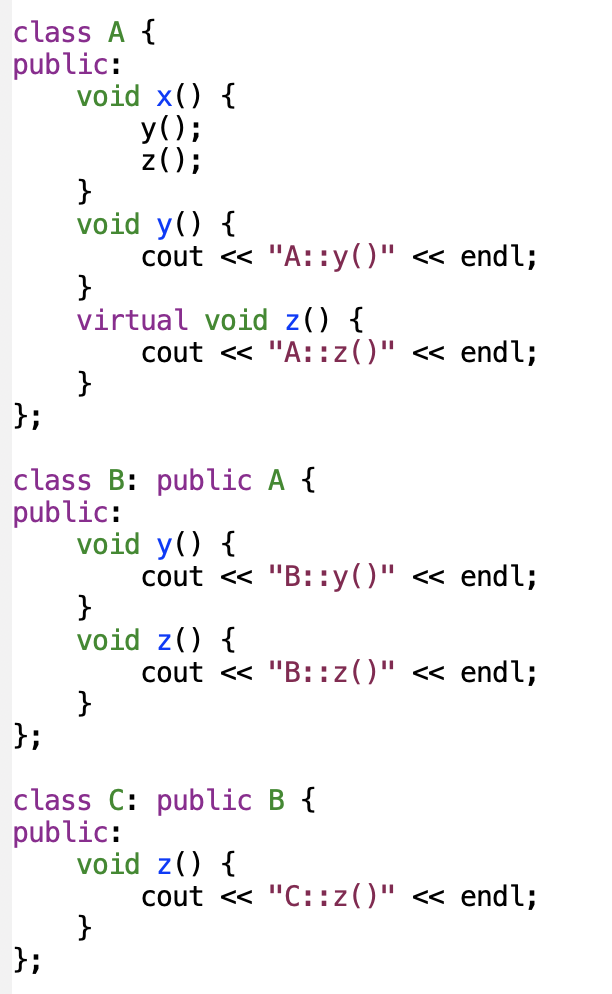 class A {
public:
    void x() {
        y();
        z();
    }
    void y() {
        cout << "A::y()" << endl;
    }
    virtual void z() {
        cout << "A::z()" << endl;
    }
};

class B: public A {
public:
    void y() {
        cout << "B::y()" << endl;
    }
    void z() {
        cout << "B::z()" << endl;
    }
};

class C: public B {
public:
    void z() {
        cout << "C::z()" << endl;
    }
};